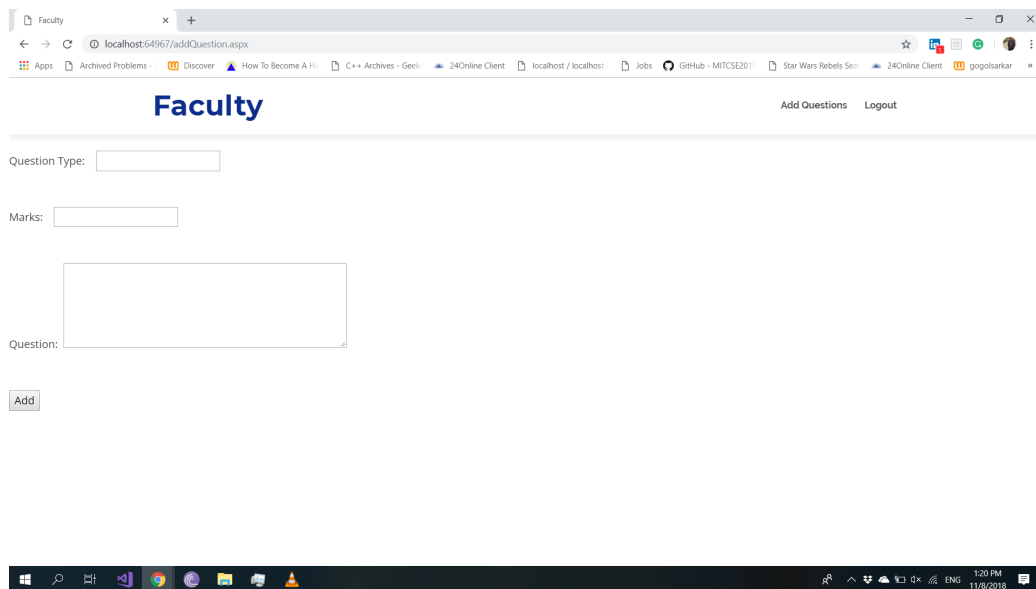 Faculty
localhost:64967/addQuestion.aspx
Apps Archived Problems - Discover How To Become A Ha C++ Archives - Geek 24Online Client localhost / localhost / Jobs GitHub - MITCSE201 Star Wars Rebels Sea 24Online Client gogolsarkar »
Faculty Add Questions Logout
Question Type:
Marks:
Question:
Add
ENG 1:20 PM
11/8/2018